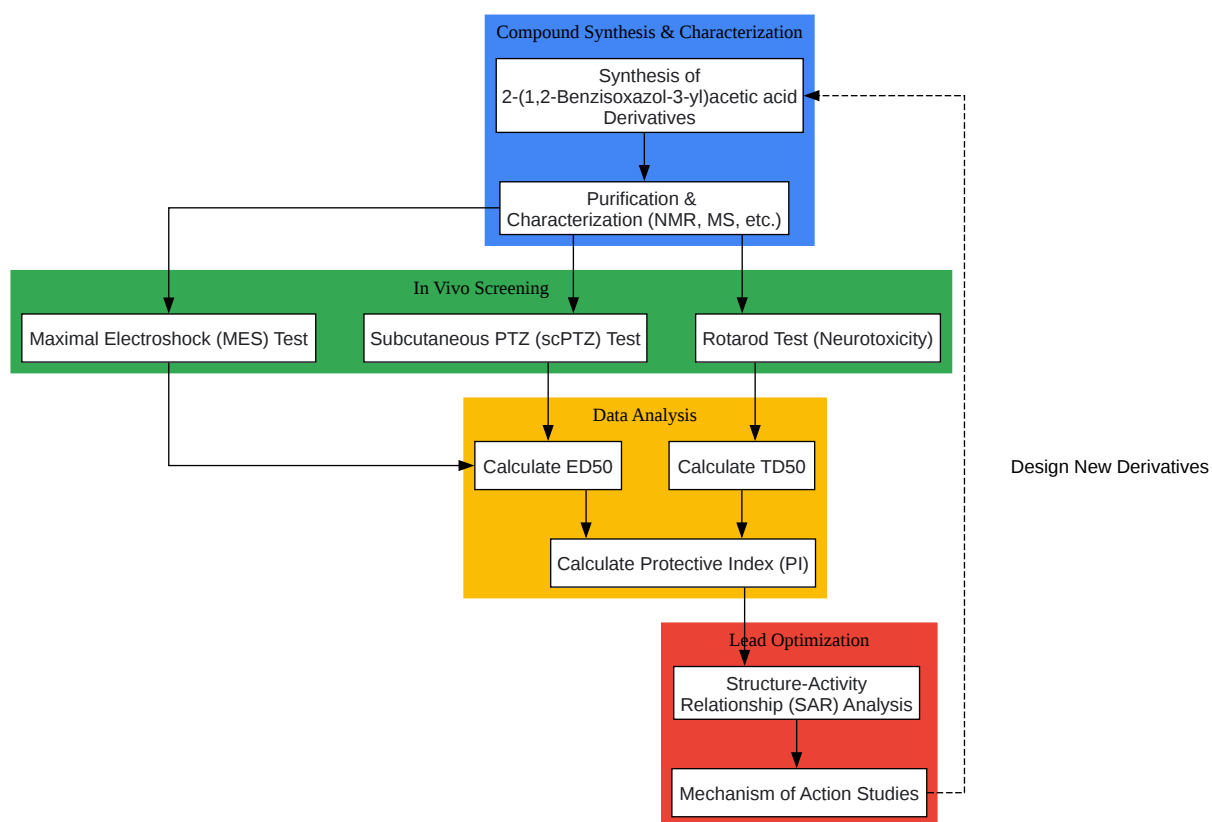 Compound Synthesis & Characterization
Synthesis of
2-(1,2-Benzisoxazol-3-yl)acetic acid
Derivatives
Purification &
Characterization (NMR, MS, etc.)
In Vivo Screening
Maximal Electroshock (MES) Test
Subcutaneous PTZ (scPTZ) Test
Rotarod Test (Neurotoxicity)
Data Analysis
Calculate ED50
Calculate TD50
Design New Derivatives
Calculate Protective Index (PI)
Lead Optimization
Structure-Activity
Relationship (SAR) Analysis
Mechanism of Action Studies